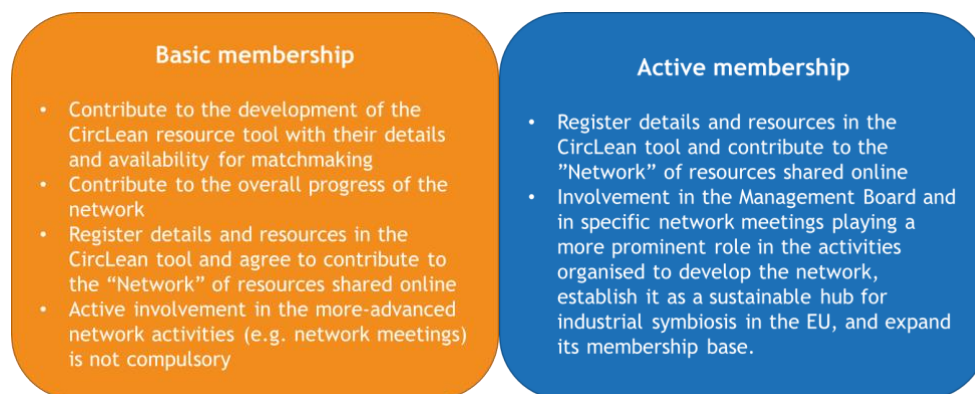 Basic membership
• Contribute to the development of the
CircLean resource tool with their details
and availability for matchmaking
• Contribute to the overall progress of the
network
• Register details and resources in the
CircLean tool and agree to contribute to
the “Network” of resources shared online
• Active involvement in the more-advanced
network activities (e.g. network meetings)
is not compulsory
Active membership
• Register details and resources in the
CircLean tool and contribute to the
”Network” of resources shared online
• Involvement in the Management Board and
in specific network meetings playing a
more prominent role in the activities
organised to develop the network,
establish it as a sustainable hub for
industrial symbiosis in the EU, and expand
its membership base.